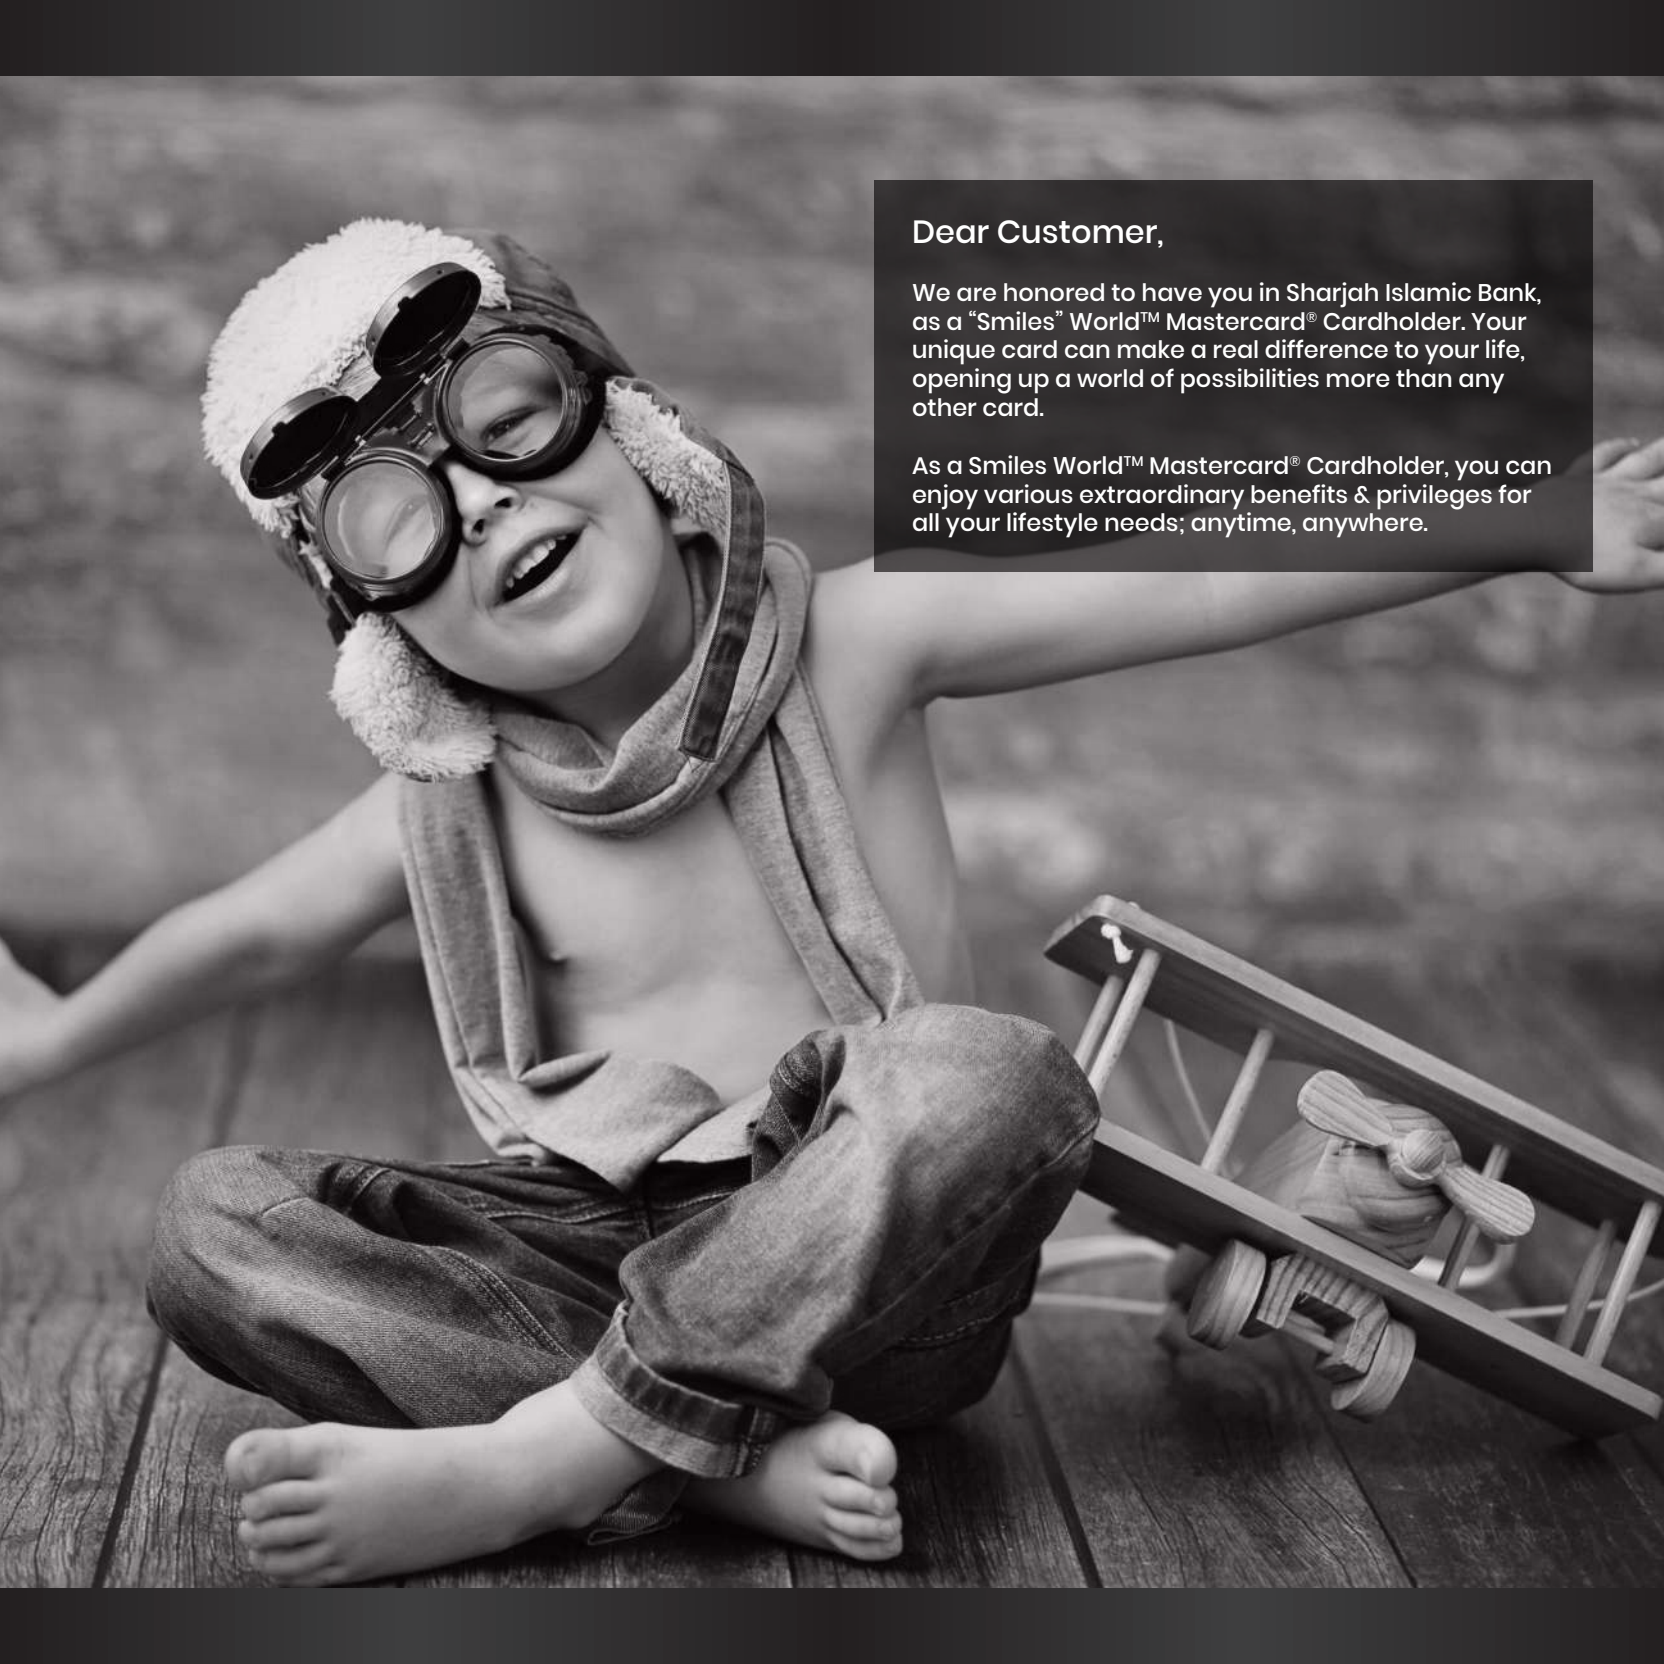 Dear Customer,
We are honored to have you in Sharjah Islamic Bank,
as a “Smiles” World™ Mastercard® Cardholder. Your
unique card can make a real difference to your life,
opening up a world of possibilities more than any
other card.
As a Smiles World™ Mastercard® Cardholder, you can
enjoy various extraordinary benefits & privileges for
all your lifestyle needs; anytime, anywhere.